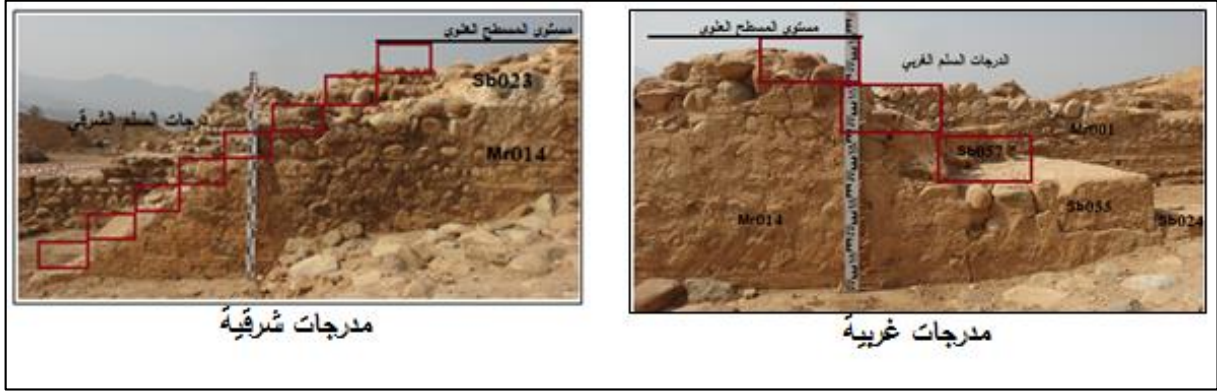 مستوى المسطح العلوي
Sb023
درجات السلم الشرقي
Mr014
مدرجات شرقية
مستوى المسطح العلوي
الدرجات السلم الغربي
Mr001
Sb057
Mr014
Sb055
Sb024
مدرجات غربية